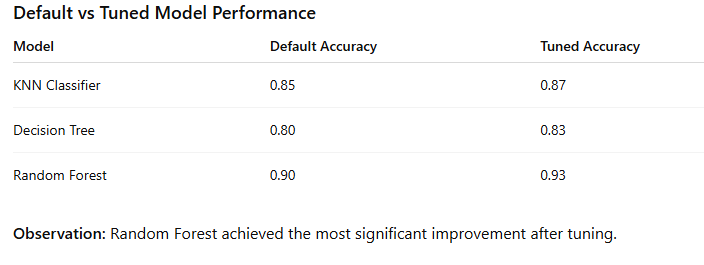 Default vs Tuned Model Performance
Model Default Accuracy Tuned Accuracy
KNN Classifier 0.85 0.87
Decision Tree 0.80 0.83
Random Forest 0.90 0.93
Observation: Random Forest achieved the most significant improvement after tuning.